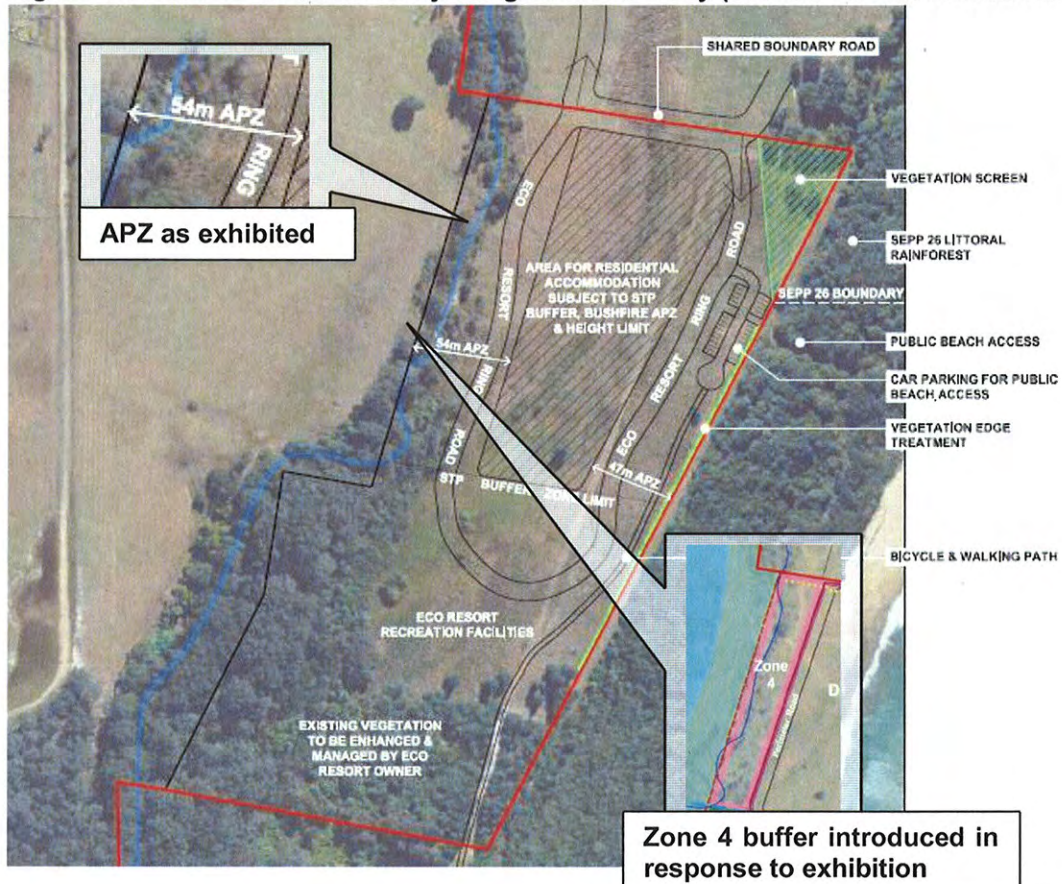 SHARED BOUNDARY ROAD
54m APZ
RING
APZ as exhibited
VEGETATION SCREEN
SEPP 26 LITTORAL
RAINFOREST
SEPP 26 BOUNDARY
PUBLIC BEACH ACCESS
CAR PARKING FOR PUBLIC
BEACH ACCESS
VEGETATION EDGE
TREATMENT
BICYCLE & WALKING PATH
ECO
RESORT
RING
ROAD
AREA FOR RESIDENTIAL
ACCOMMODATION
SUBJECT TO STP
BUFFER, BUSHFIRE APZ
& HEIGHT LIMIT
54m APZ
ROAD
RING
RESORT
ECO
47m APZ
STP BUFFER ZONE LIMIT
ECO RESORT
RECREATION FACILITIES
EXISTING VEGETATION
TO BE ENHANCED &
MANAGED BY ECO
RESORT OWNER
Zone
4
D
Zone 4 buffer introduced in
response to exhibition